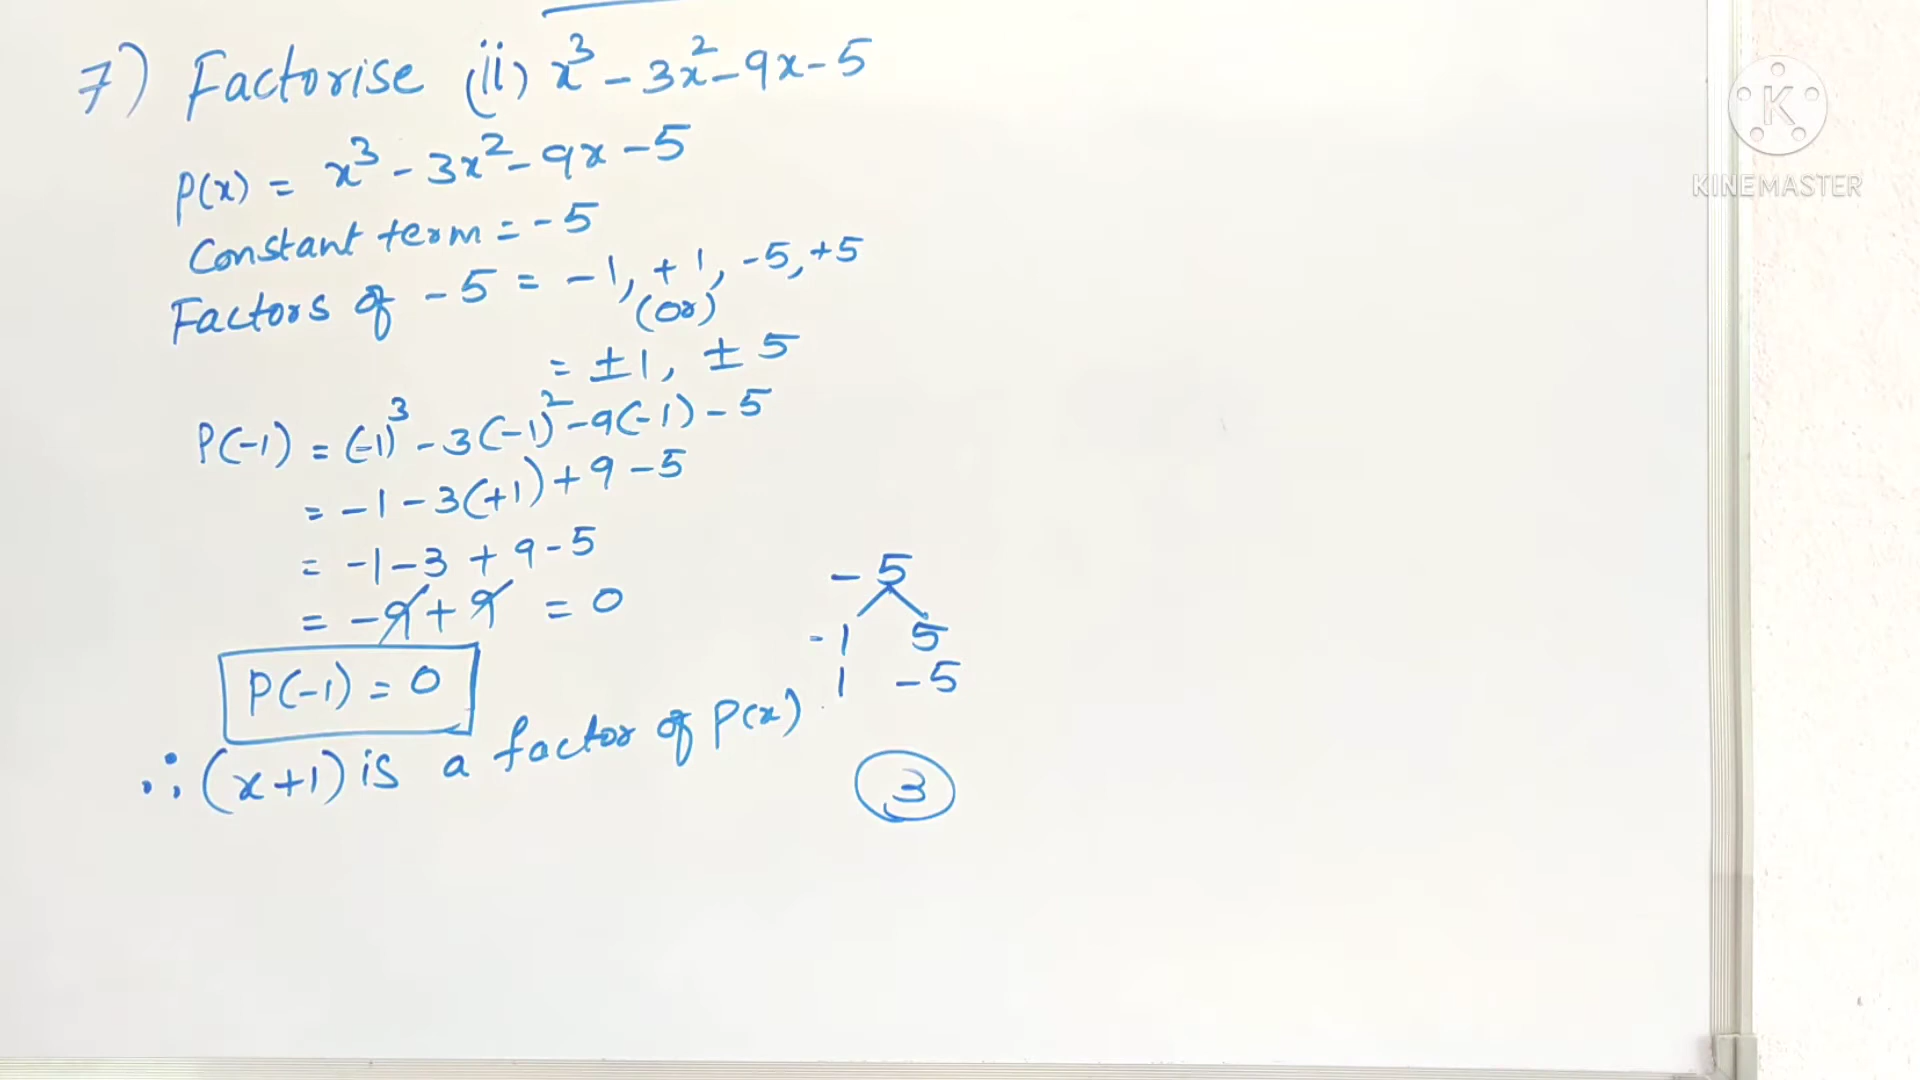 7) Factorise (ii) x³ - 3x² - 9x - 5
P(x) = x³ - 3x² - 9x - 5
Constant term = - 5
Factors of - 5 = - 1, + 1, - 5, + 5
(or)
= ± 1, ± 5
P(-1) = (-1)³ - 3(-1)² - 9(-1) - 5
= - 1 - 3(+1) + 9 - 5
= - 1 - 3 + 9 - 5
= - 9 + 9 = 0
P(-1) = 0
∴ (x+1) is a factor of P(x)
- 5
- 1 5
1 - 5
3
K
KINEMASTER